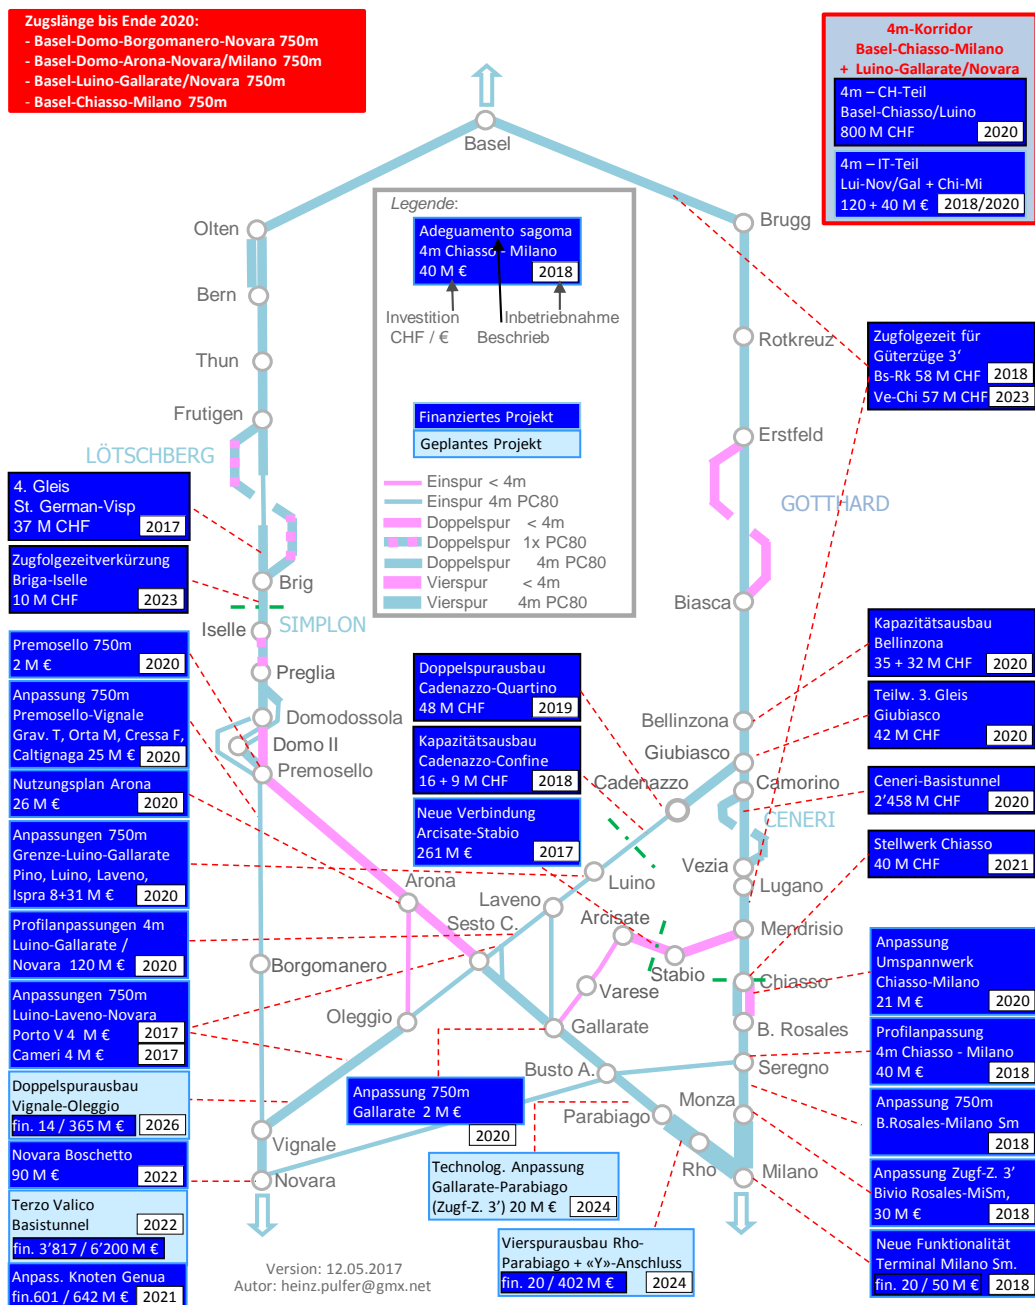 Zugslänge bis Ende 2020:
- Basel-Domo-Borgomanero-Novara 750m
- Basel-Domo-Arona-Novara/Milano 750m
- Basel-Luino-Gallarate/Novara 750m
- Basel-Chiasso-Milano 750m
4m-Korridor
Basel-Chiasso-Milano
+ Luino-Gallarate/Novara
4m – CH-Teil
Basel-Chiasso/Luino
800 M CHF 2020
4m – IT-Teil
Lui-Nov/Gal + Chi-Mi
120 + 40 M € 2018/2020
Basel
Olten
Bern
Thun
Frutigen
LÖTSCHBERG
Brig
Iselle
SIMPLON
Preglia
Domodossola
Domo II
Premosello
Arona
Sesto C.
Borgomanero
Oleggio
Vignale
Novara
Legende:
Adeguamento sagoma
4m Chiasso - Milano
40 M € 2018
Investition
CHF / €
Beschrieb
Inbetriebnahme
Finanziertes Projekt
Geplantes Projekt
Einspur < 4m
Einspur 4m PC80
Doppelspur < 4m
Doppelspur 1x PC80
Doppelspur 4m PC80
Vierspur < 4m
Vierspur 4m PC80
Brugg
Rotkreuz
Erstfeld
GOTTHARD
Biasca
Bellinzona
Giubiasco
Cadenazzo
Camorino
CENERI
Vezia
Lugano
Mendrisio
Chiasso
B. Rosales
Seregno
Monza
Milano
Luino
Laveno
Arcisate
Stabio
Varese
Gallarate
Busto A.
Parabiago
Rho
4. Gleis
St. German-Visp
37 M CHF 2017
Zugfolgezeitverkürzung
Briga-Iselle
10 M CHF 2023
Premosello 750m
2 M € 2020
Anpassung 750m
Premosello-Vignale
Grav. T, Orta M, Cressa F,
Caltignaga 25 M € 2020
Nutzungsplan Arona
26 M € 2020
Anpassungen 750m
Grenze-Luino-Gallarate
Pino, Luino, Laveno,
Ispra 8+31 M € 2020
Profilanpassungen 4m
Luino-Gallarate /
Novara 120 M € 2020
Anpassungen 750m
Luino-Laveno-Novara
Porto V 4 M € 2017
Cameri 4 M € 2017
Doppelspurausbau
Vignale-Oleggio
fin. 14 / 365 M € 2026
Novara Boschetto
90 M € 2022
Terzo Valico
Basistunnel 2022
fin. 3’817 / 6’200 M €
Anpass. Knoten Genua
fin.601 / 642 M € 2021
Doppelspurausbau
Cadenazzo-Quartino
48 M CHF 2019
Kapazitätsausbau
Cadenazzo-Confine
16 + 9 M CHF 2018
Neue Verbindung
Arcisate-Stabio
261 M € 2017
Anpassung 750m
Gallarate 2 M €
2020
Technolog. Anpassung
Gallarate-Parabiago
(Zugf-Z. 3’) 20 M € 2024
Vierspurausbau Rho-
Parabiago + «Y»-Anschluss
fin. 20 / 402 M € 2024
Zugfolgezeit für
Güterzüge 3‘
Bs-Rk 58 M CHF 2018
Ve-Chi 57 M CHF 2023
Kapazitätsausbau
Bellinzona
35 + 32 M CHF 2020
Teilw. 3. Gleis
Giubiasco
42 M CHF 2020
Ceneri-Basistunnel
2’458 M CHF 2020
Stellwerk Chiasso
40 M CHF 2021
Anpassung
Umspannwerk
Chiasso-Milano
21 M € 2020
Profilanpassung
4m Chiasso - Milano
40 M € 2018
Anpassung 750m
B.Rosales-Milano Sm
2018
Anpassung Zugf-Z. 3’
Bivio Rosales-MiSm,
30 M € 2018
Neue Funktionalität
Terminal Milano Sm.
fin. 20 / 50 M € 2018
Version: 12.05.2017
Autor: heinz.pulfer@gmx.net